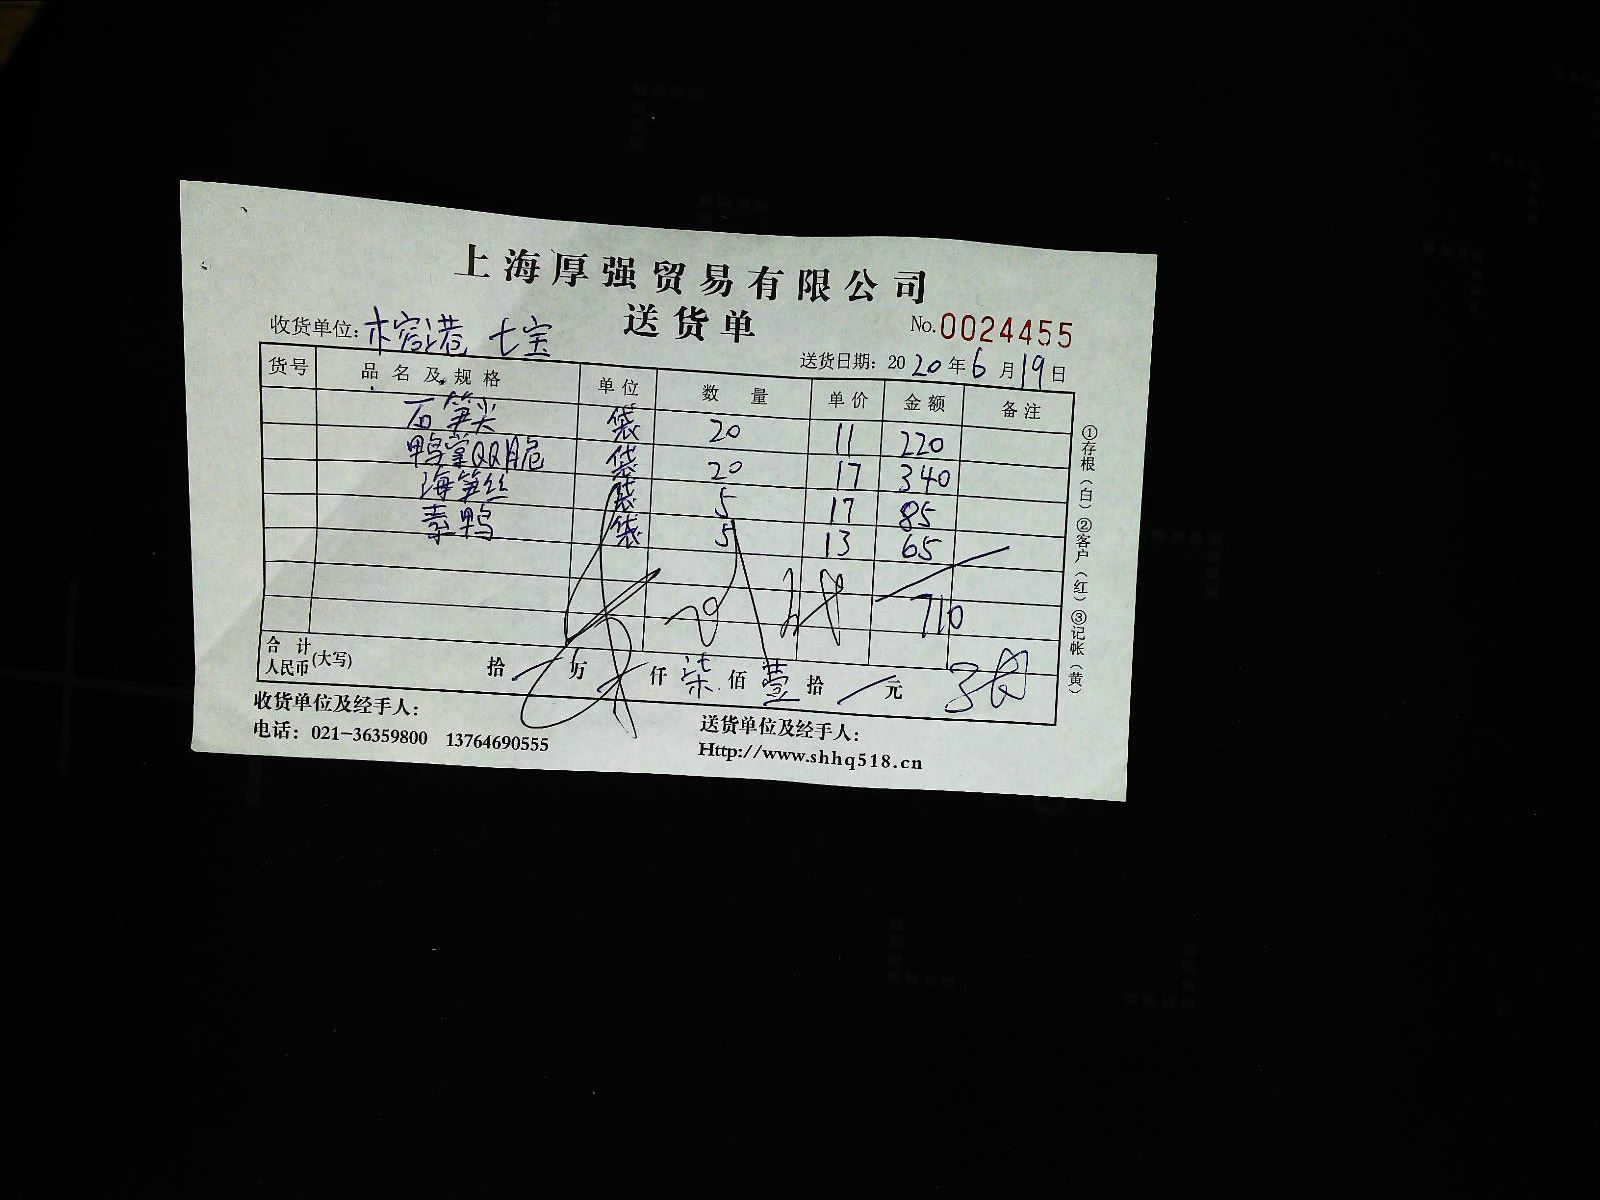 上海厚强贸易有限公司
送货单
No.0024455
收货单位：榕港 七宝
送货日期：2020年6月19日
货号 品名及规格 单位 数量 单价 金额 备注
石笋尖 袋 20 11 220
鸭掌QQ脆 袋 20 17 340
海笋丝 袋 5 17 85
素鸭 袋 5 13 65
710
合计人民币(大写) 拾 万 仟 柒 佰 壹 拾 元
收货单位及经手人：
送货单位及经手人：
电话：021-36359800 13764690555
Http://www.shhq518.cn
①存根(白)②客户(红)③记帐(黄)